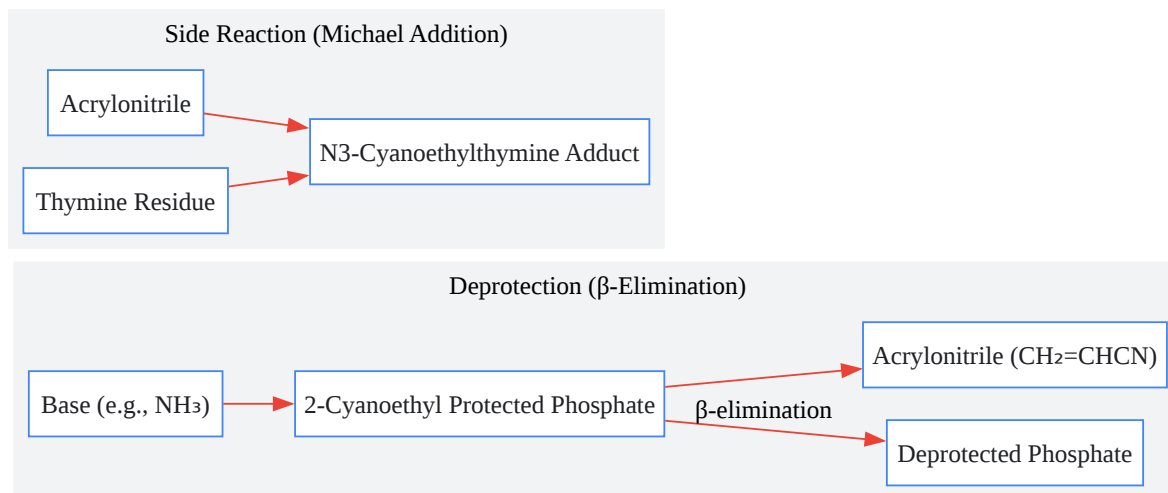 Side Reaction (Michael Addition)
Acrylonitrile
Thymine Residue
N3-Cyanoethylthymine Adduct
Deprotection (β-Elimination)
Base (e.g., NH₃)
2-Cyanoethyl Protected Phosphate
β-elimination
Acrylonitrile (CH₂=CHCN)
Deprotected Phosphate